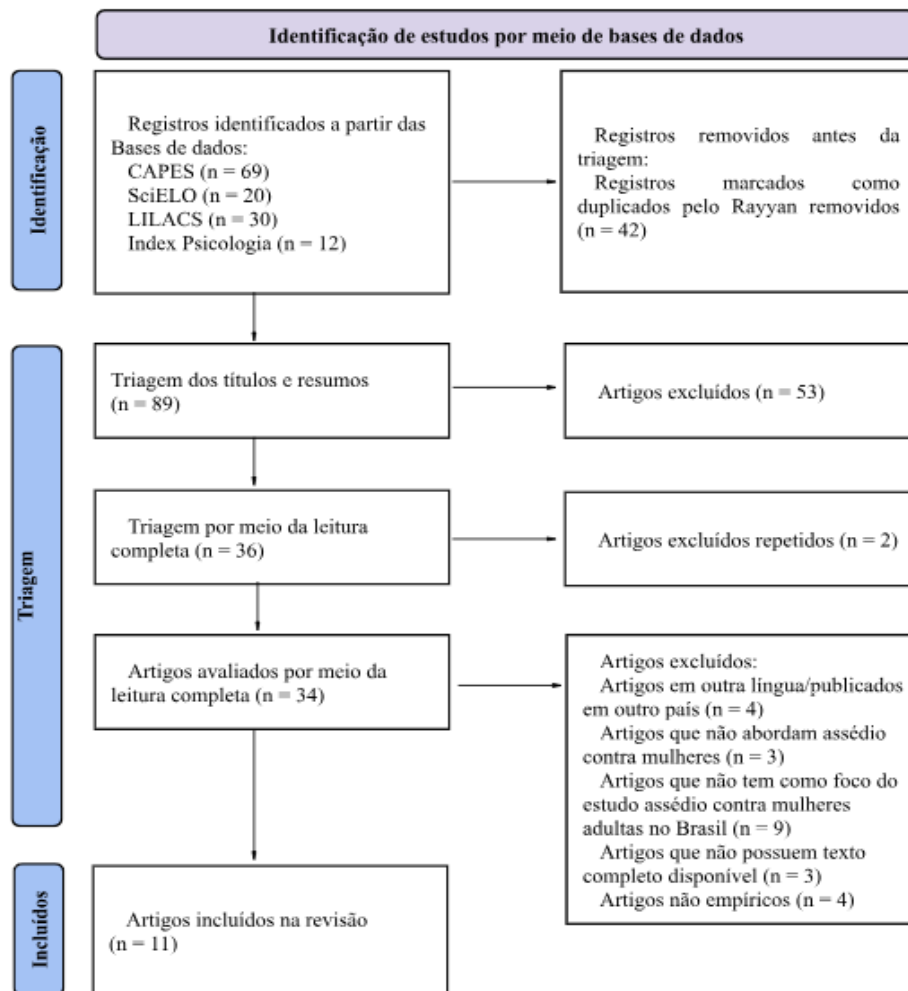 Identificação de estudos por meio de bases de dados
Identificação
Registros identificados a partir das
Bases de dados:
CAPES (n = 69)
SciELO (n = 20)
LILACS (n = 30)
Index Psicologia (n = 12)
Registros removidos antes da
triagem:
Registros marcados como
duplicados pelo Rayyan removidos
(n = 42)
Triagem
Triagem dos títulos e resumos
(n = 89)
Artigos excluídos (n = 53)
Triagem por meio da leitura
completa (n = 36)
Artigos excluídos repetidos (n = 2)
Artigos avaliados por meio da
leitura completa (n = 34)
Artigos excluídos:
Artigos em outra língua/publicados
em outro país (n = 4)
Artigos que não abordam assédio
contra mulheres (n = 3)
Artigos que não tem como foco do
estudo assédio contra mulheres
adultas no Brasil (n = 9)
Artigos que não possuem texto
completo disponível (n = 3)
Artigos não empíricos (n = 4)
Incluídos
Artigos incluídos na revisão
(n = 11)